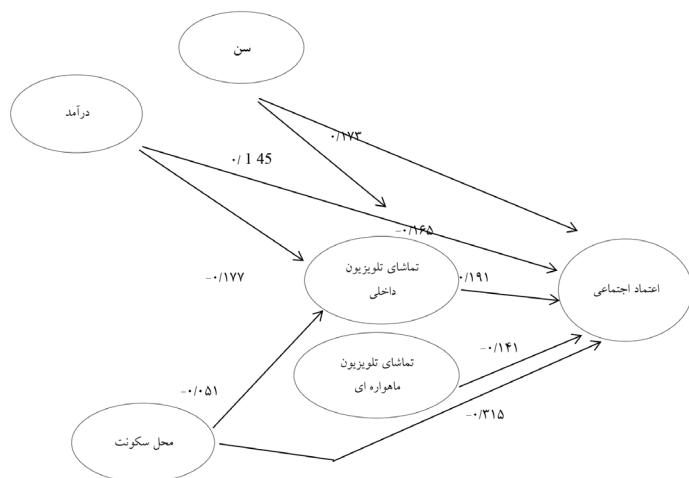 سن
درآمد
۰/۱۷۳
۰/ 1 45
-۰/۱۶۵
تماشای تلویزیون
داخلی
-۰/۱۷۷
۰/۱۹۱
اعتماد اجتماعی
تماشای تلویزیون
ماهواره ای
-۰/۱۴۱
-۰/۰۵۱
-۰/۳۱۵
محل سکونت